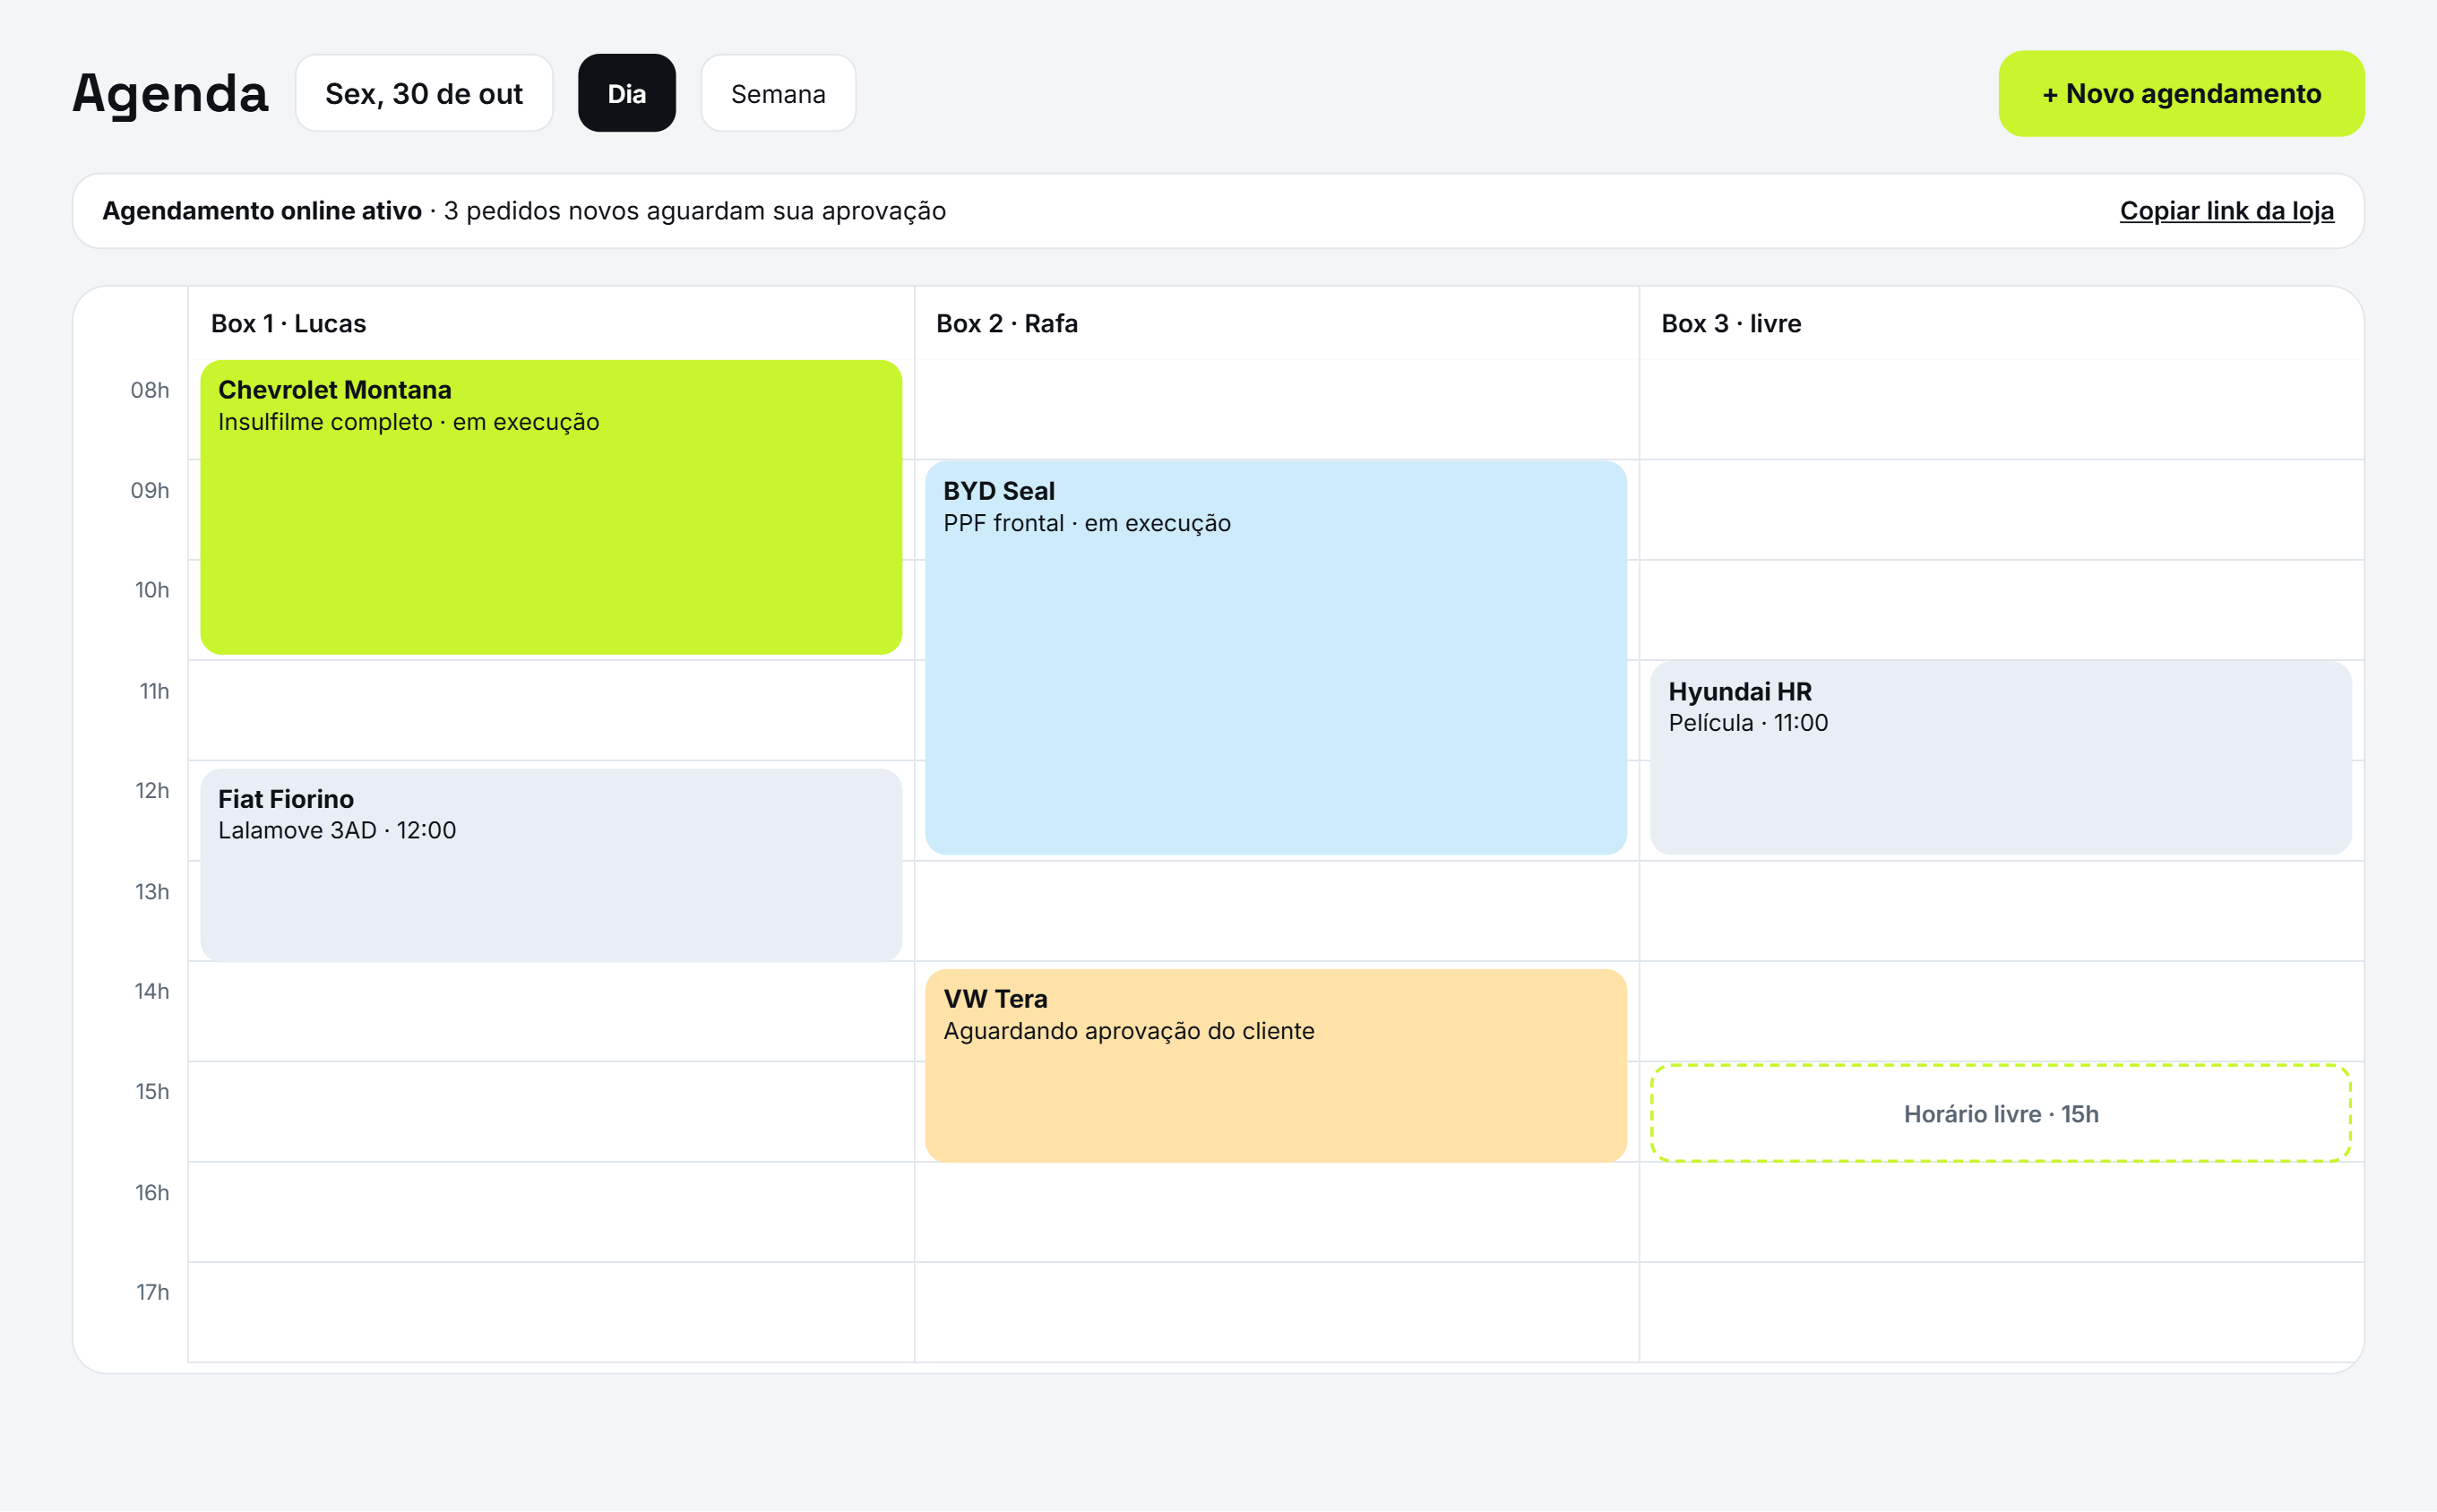 Agenda
Sex, 30 de out
Dia
Semana
+ Novo agendamento
Agendamento online ativo · 3 pedidos novos aguardam sua aprovação
Copiar link da loja
Box 1 · Lucas
Box 2 · Rafa
Box 3 · livre
08h
Chevrolet Montana
Insulfilme completo · em execução
09h
BYD Seal
PPF frontal · em execução
10h
11h
Hyundai HR
Película · 11:00
12h
Fiat Fiorino
Lalamove 3AD · 12:00
13h
14h
VW Tera
Aguardando aprovação do cliente
15h
Horário livre · 15h
16h
17h